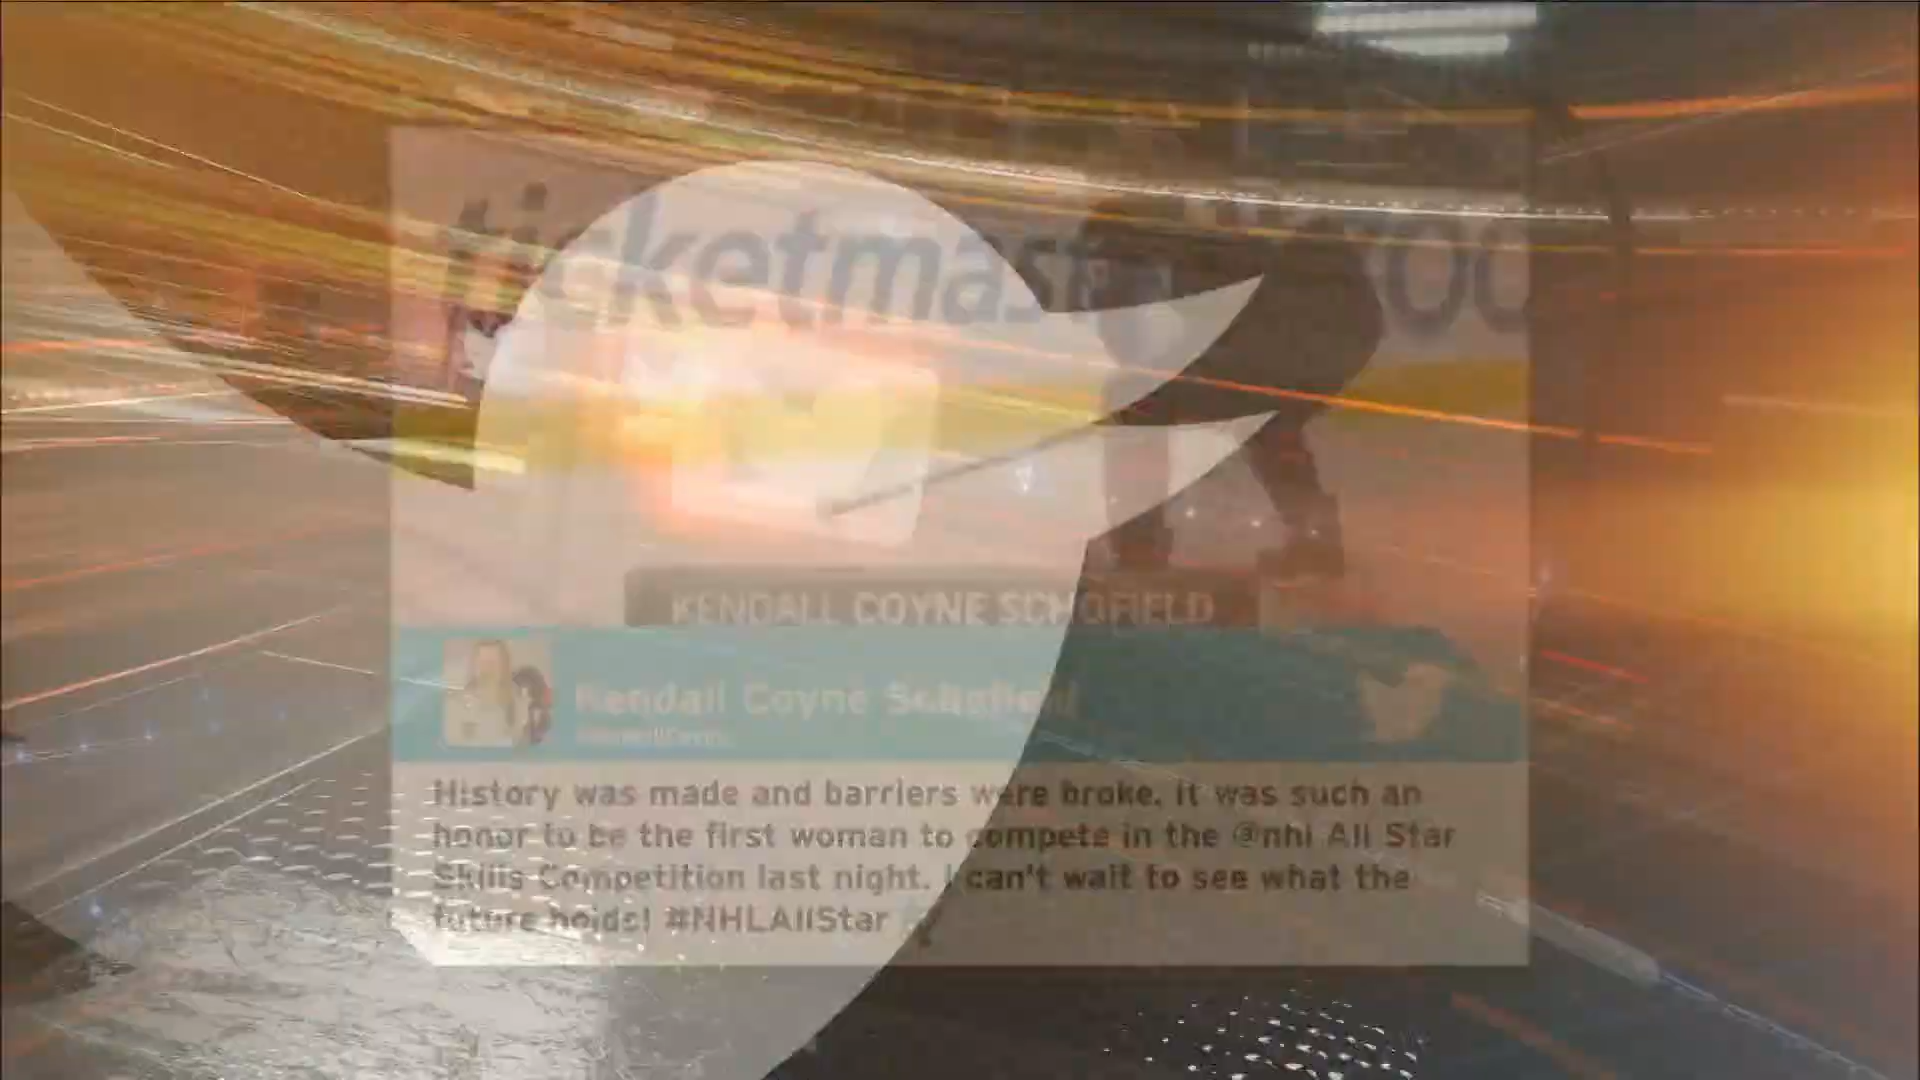 ticketmast
KENDALL COYNE SCHOFIELD
Kendall Coyne Schofield
History was made and barriers were broke. It was such an
honor to be the first woman to compete in the @nhl All Star
Skills Competition last night. I can't wait to see what the
future holds! #NHLAllStar